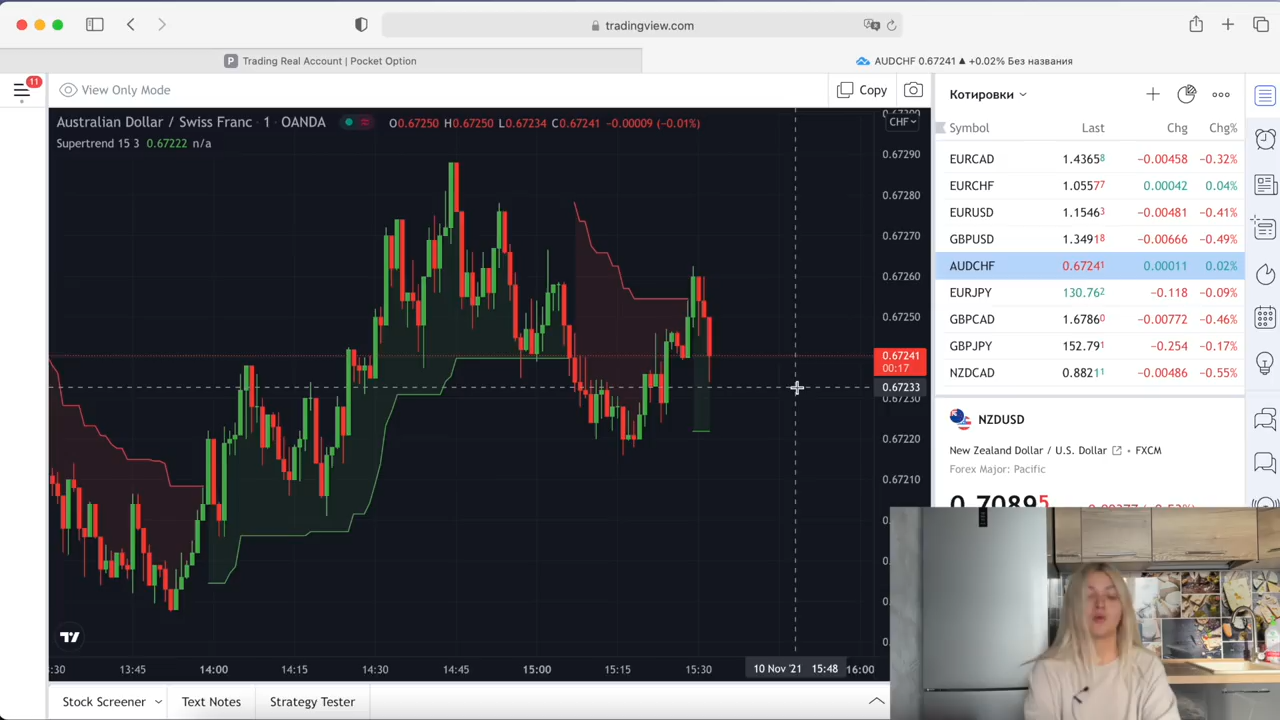 tradingview.com
P Trading Real Account | Pocket Option
AUDCHF 0.67241 ▲ +0.02% Без названия
11
View Only Mode
Copy
Котировки
Australian Dollar / Swiss Franc · 1 · OANDA
O0.67250 H0.67250 L0.67234 C0.67241 −0.00009 (−0.01%)
CHF
Supertrend 15 3 0.67222 n/a
Symbol Last Chg Chg%
EURCAD 1.43658 −0.00458 −0.32%
EURCHF 1.05577 0.00042 0.04%
EURUSD 1.15463 −0.00481 −0.41%
GBPUSD 1.34918 −0.00666 −0.49%
AUDCHF 0.67241 0.00011 0.02%
EURJPY 130.762 −0.118 −0.09%
GBPCAD 1.67860 −0.00772 −0.46%
GBPJPY 152.791 −0.254 −0.17%
NZDCAD 0.88211 −0.00486 −0.55%
0.67290
0.67280
0.67270
0.67260
0.67250
0.67241
00:17
0.67233
0.67230
0.67220
0.67210
NZDUSD
New Zealand Dollar / U.S. Dollar • FXCM
Forex Major: Pacific
0.70895
:30 13:45 14:00 14:15 14:30 14:45 15:00 15:15 15:30 10 Nov '21 15:48 16:00
Stock Screener
Text Notes
Strategy Tester